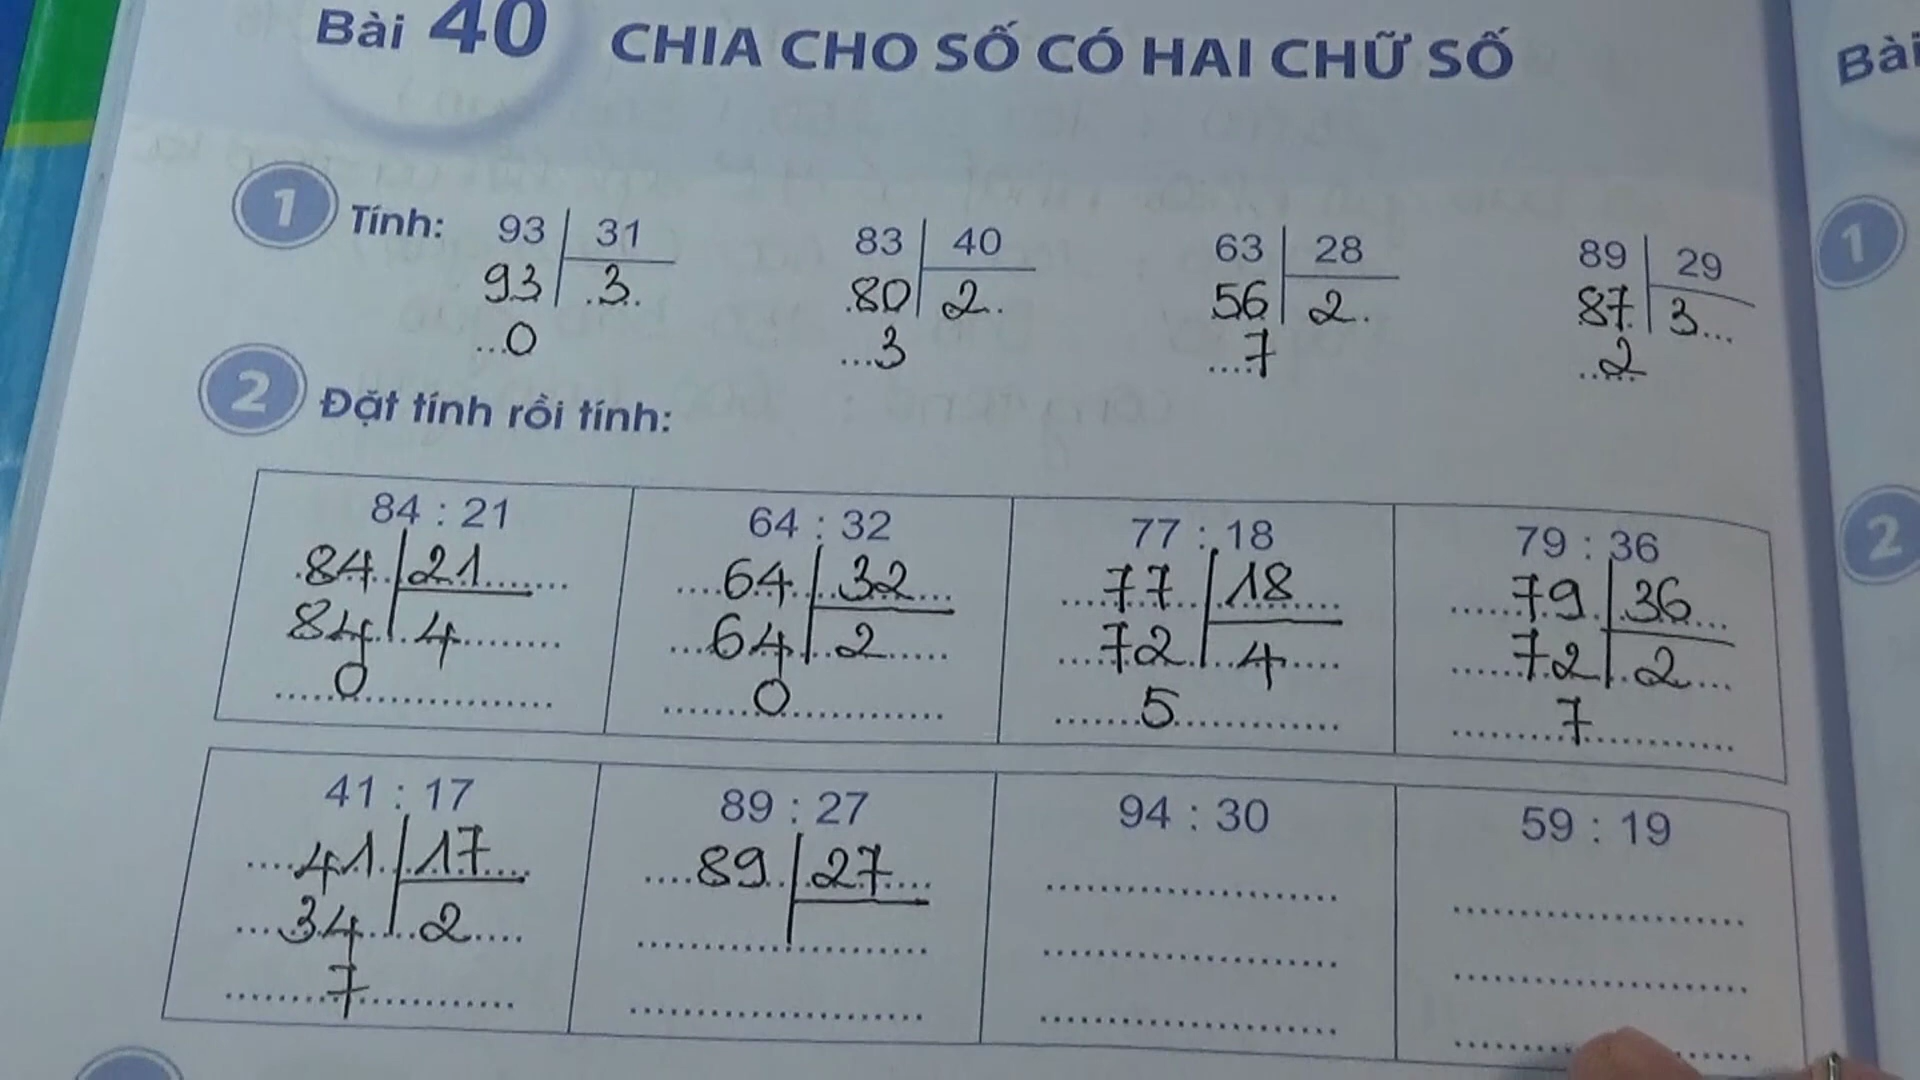 Bài 40 CHIA CHO SỐ CÓ HAI CHỮ SỐ
Bài
1 Tính:
93 31
93 3
0
83 40
80 2
3
63 28
56 2
7
89 29
87 3
2
1
2 Đặt tính rồi tính:
84 : 21
84 21
84 4
0
64 : 32
64 32
64 2
0
77 : 18
77 18
72 4
5
79 : 36
79 36
72 2
7
2
41 : 17
41 17
34 2
7
89 : 27
89 27
94 : 30
59 : 19